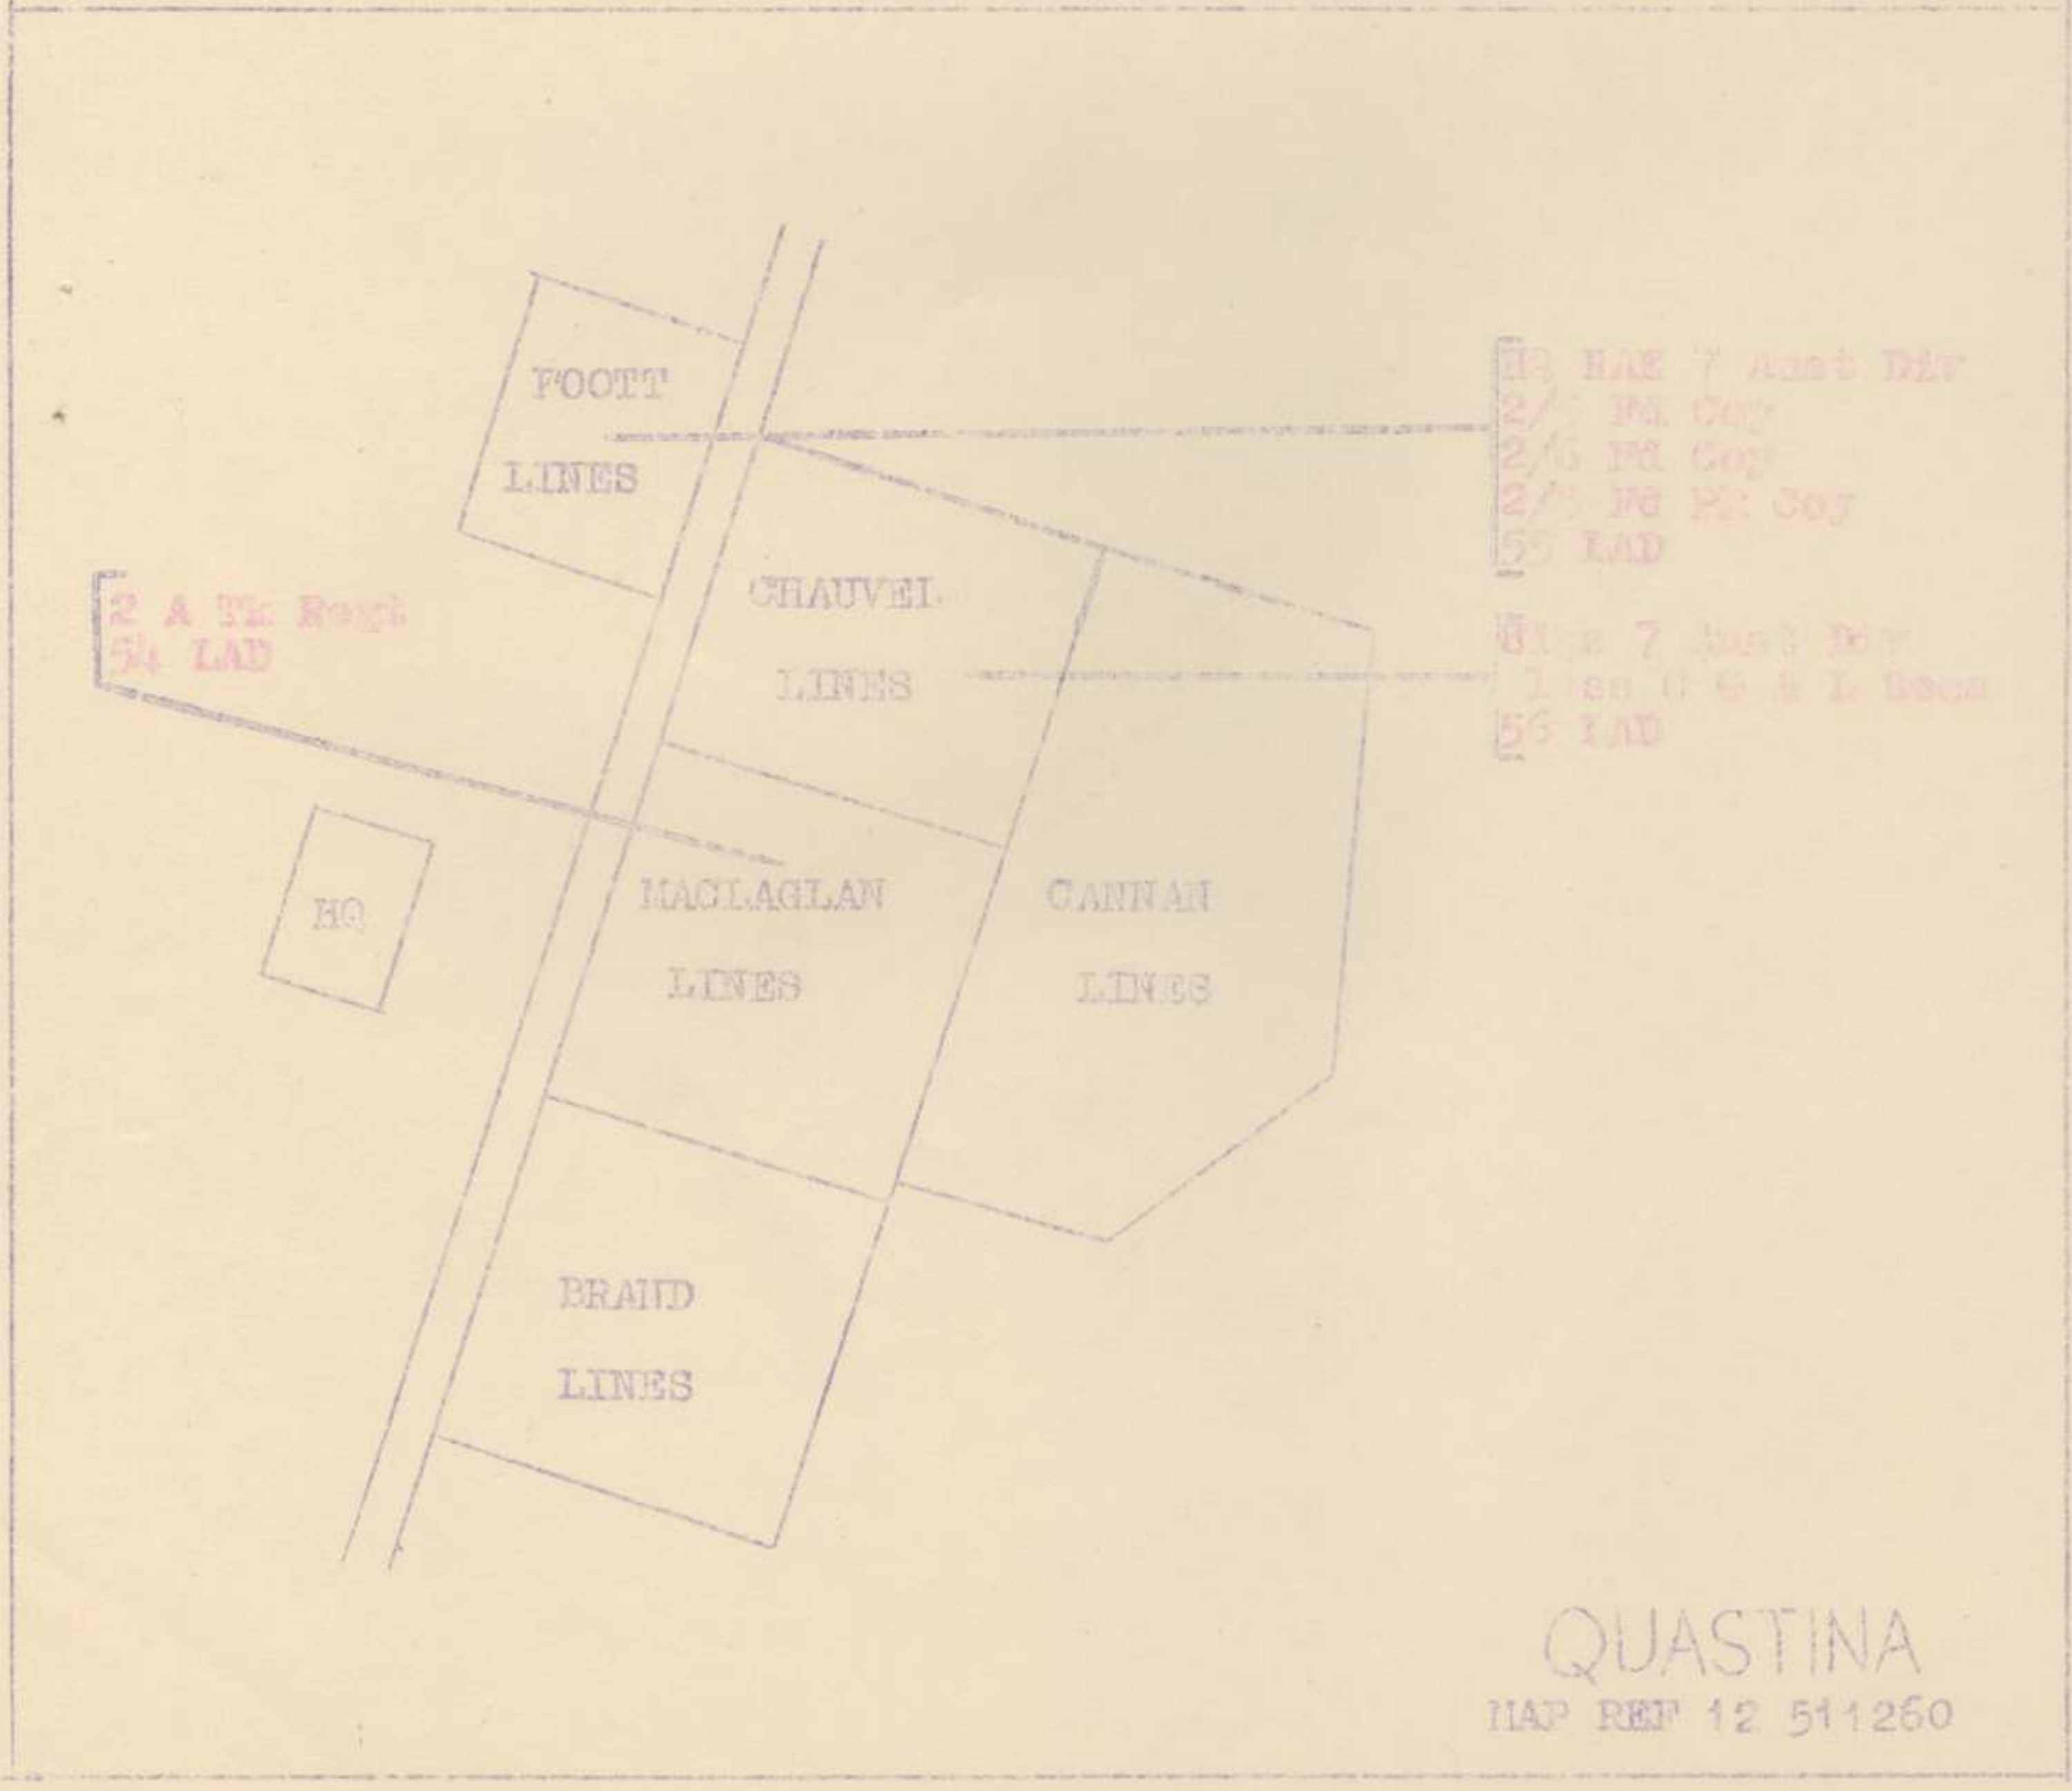 FOOTT
LINES
HQ RAE 7 Aust Div
2/ Fd Coy
2/6 Fd Coy
2/ Fd PK Coy
55 LAD
2 A Tk Regt
54 LAD
CHAUVEL
LINES
7 Aust Div
less & L Secs
56 LAD
HQ
MACLAGLAN
LINES
CANNAN
LINES
BRAND
LINES
QUASTINA
MAP REF 12 511260